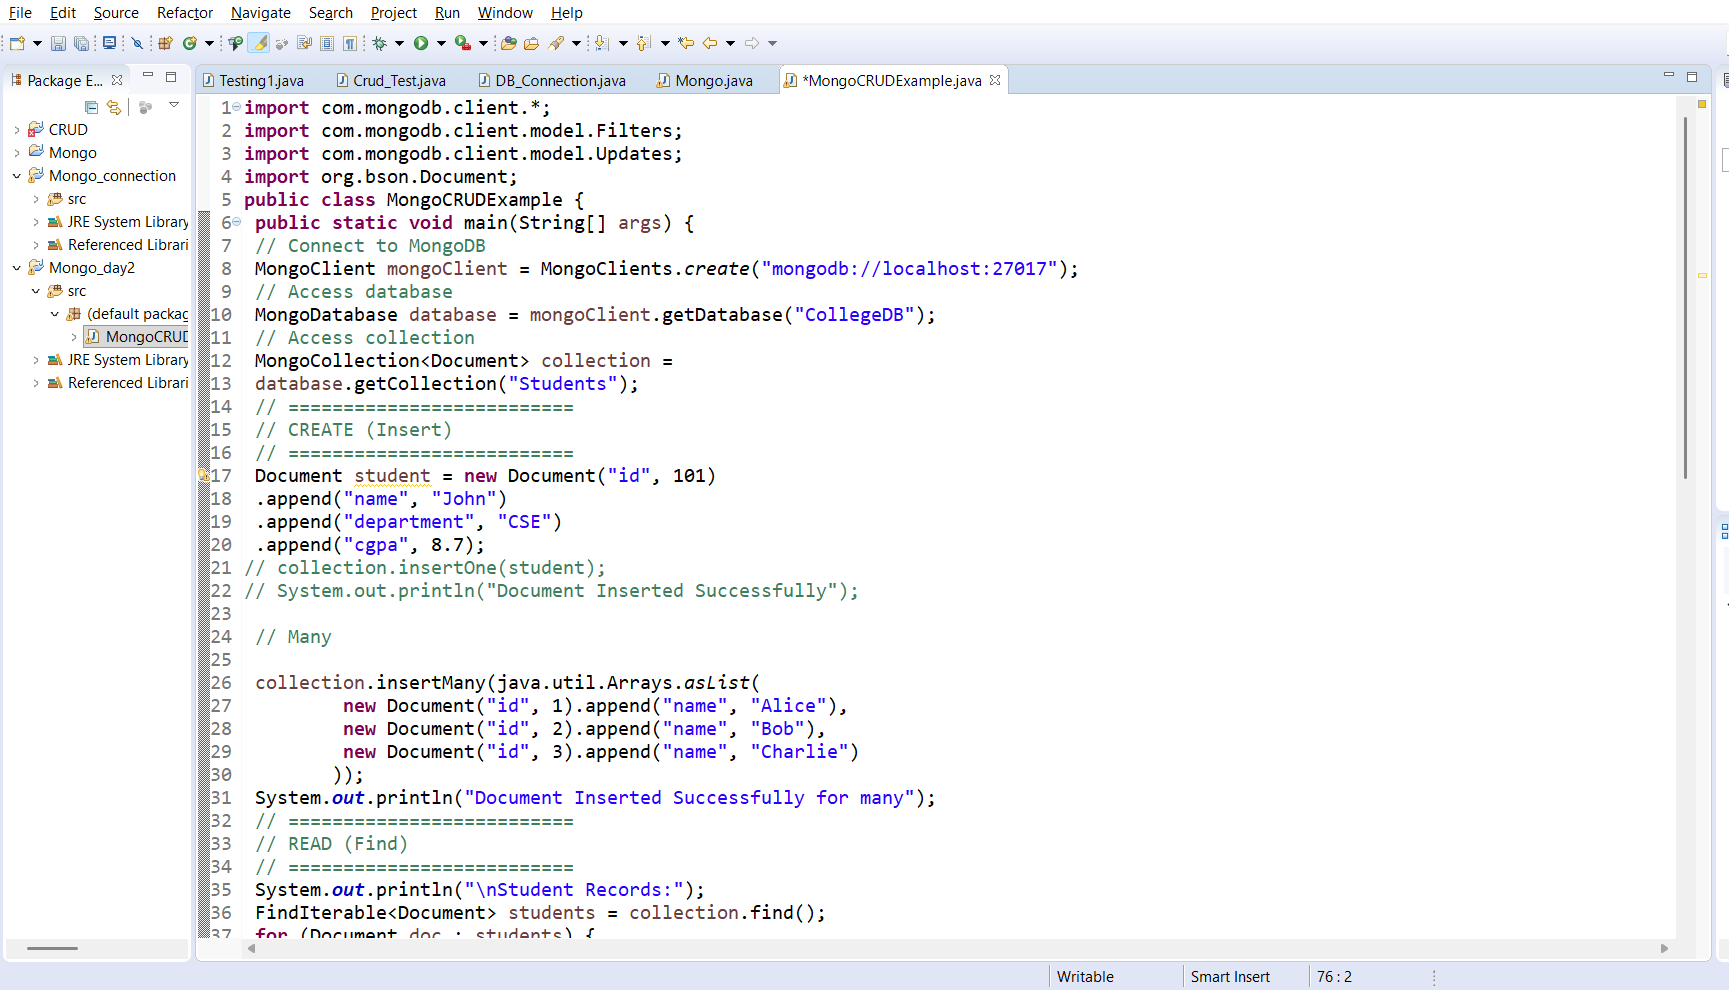 File Edit Source Refactor Navigate Search Project Run Window Help
Package E...
Testing1.java Crud_Test.java DB_Connection.java Mongo.java *MongoCRUDExample.java
CRUD
Mongo
Mongo_connection
src
JRE System Library
Referenced Librari
Mongo_day2
src
(default packag
MongoCRUD
JRE System Library
Referenced Librari
1 import com.mongodb.client.*;
2 import com.mongodb.client.model.Filters;
3 import com.mongodb.client.model.Updates;
4 import org.bson.Document;
5 public class MongoCRUDExample {
6 public static void main(String[] args) {
7 // Connect to MongoDB
8 MongoClient mongoClient = MongoClients.create("mongodb://localhost:27017");
9 // Access database
10 MongoDatabase database = mongoClient.getDatabase("CollegeDB");
11 // Access collection
12 MongoCollection<Document> collection =
13 database.getCollection("Students");
14 // ==========================
15 // CREATE (Insert)
16 // ==========================
17 Document student = new Document("id", 101)
18 .append("name", "John")
19 .append("department", "CSE")
20 .append("cgpa", 8.7);
21 // collection.insertOne(student);
22 // System.out.println("Document Inserted Successfully");
23
24 // Many
25
26 collection.insertMany(java.util.Arrays.asList(
27 new Document("id", 1).append("name", "Alice"),
28 new Document("id", 2).append("name", "Bob"),
29 new Document("id", 3).append("name", "Charlie")
30 ));
31 System.out.println("Document Inserted Successfully for many");
32 // ==========================
33 // READ (Find)
34 // ==========================
35 System.out.println("\nStudent Records:");
36 FindIterable<Document> students = collection.find();
37 for (Document doc : students) {
Writable Smart Insert 76 : 2